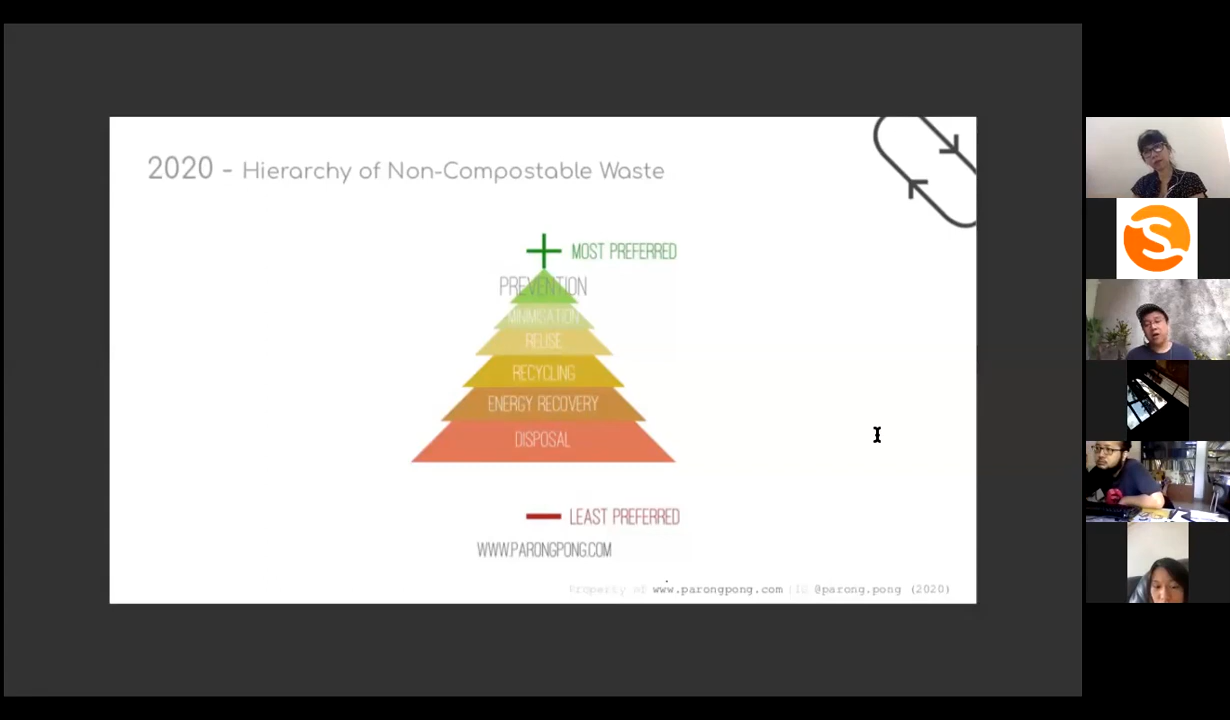 2020 - Hierarchy of Non-Compostable Waste
MOST PREFERRED
PREVENTION
MINIMISATION
REUSE
RECYCLING
ENERGY RECOVERY
DISPOSAL
LEAST PREFERRED
WWW.PARONGPONG.COM
Property of www.parongpong.com | IG @parong.pong (2020)
S